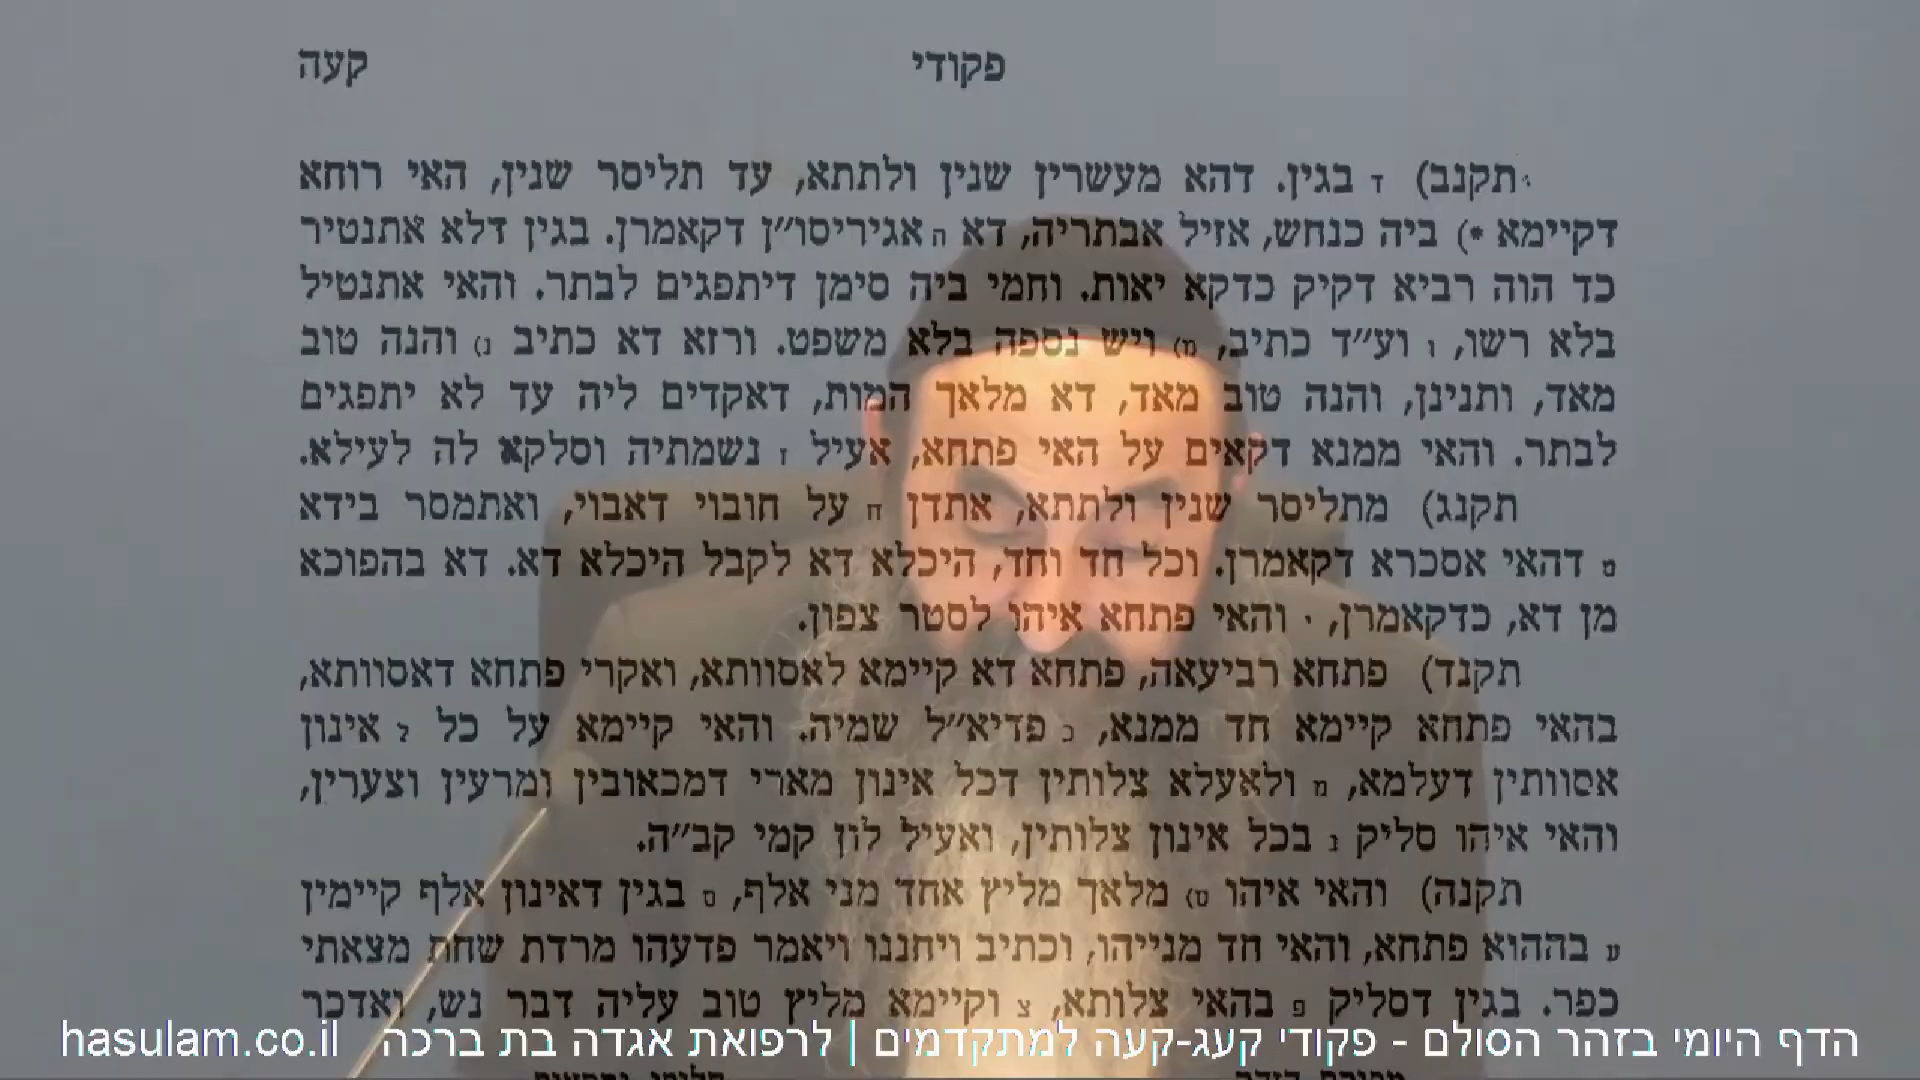 פקודי קעה
תקנב) ד בגין. דהא מעשרין שנין ולתתא, עד תליסר שנין, האי רוחא
דקיימא *) ביה כנחש, אזיל אבתריה, דא ה אגיריסו״ן דקאמרן. בגין דלא אתנטיר
כד הוה רביא דקיק כדקא יאות. וחמי ביה סימן דיתפגים לבתר. והאי אתנטיל
בלא רשו, ו וע״ד כתיב, מ) ויש נספה בלא משפט. ורזא דא כתיב נ) והנה טוב
מאד, ותנינן, והנה טוב מאד, דא מלאך המות, דאקדים ליה עד לא יתפגים
לבתר. והאי ממנא דקאים על האי פתחא, אעיל ז נשמתיה וסלקא לה לעילא.
תקנג) מתליסר שנין ולתתא, אתדן ח על חובוי דאבוי, ואתמסר בידא
ט דהאי אסכרא דקאמרן. וכל חד וחד, היכלא דא לקבל היכלא דא. דא בהפוכא
מן דא, כדקאמרן, י והאי פתחא איהו לסטר צפון.
תקנד) פתחא רביעאה, פתחא דא קיימא לאסוותא, ואקרי פתחא דאסוותא,
בהאי פתחא קיימא חד ממנא, כ פדיא״ל שמיה. והאי קיימא על כל ל אינון
אסוותין דעלמא, מ ולאעלא צלותין דכל אינון מארי דמכאובין ומרעין וצערין,
והאי איהו סליק נ בכל אינון צלותין, ואעיל לון קמי קב״ה.
תקנה) והאי איהו ס) מלאך מליץ אחד מני אלף, ס בגין דאינון אלף קיימין
ע בההוא פתחא, והאי חד מנייהו, וכתיב ויחננו ויאמר פדעהו מרדת שחת מצאתי
כפר. בגין דסליק פ בהאי צלותא, צ וקיימא מליץ טוב עליה דבר נש, ואדכר
הדף היומי בזהר הסולם - פקודי קעג-קעה למתקדמים | לרפואת אגדה בת ברכה hasulam.co.il